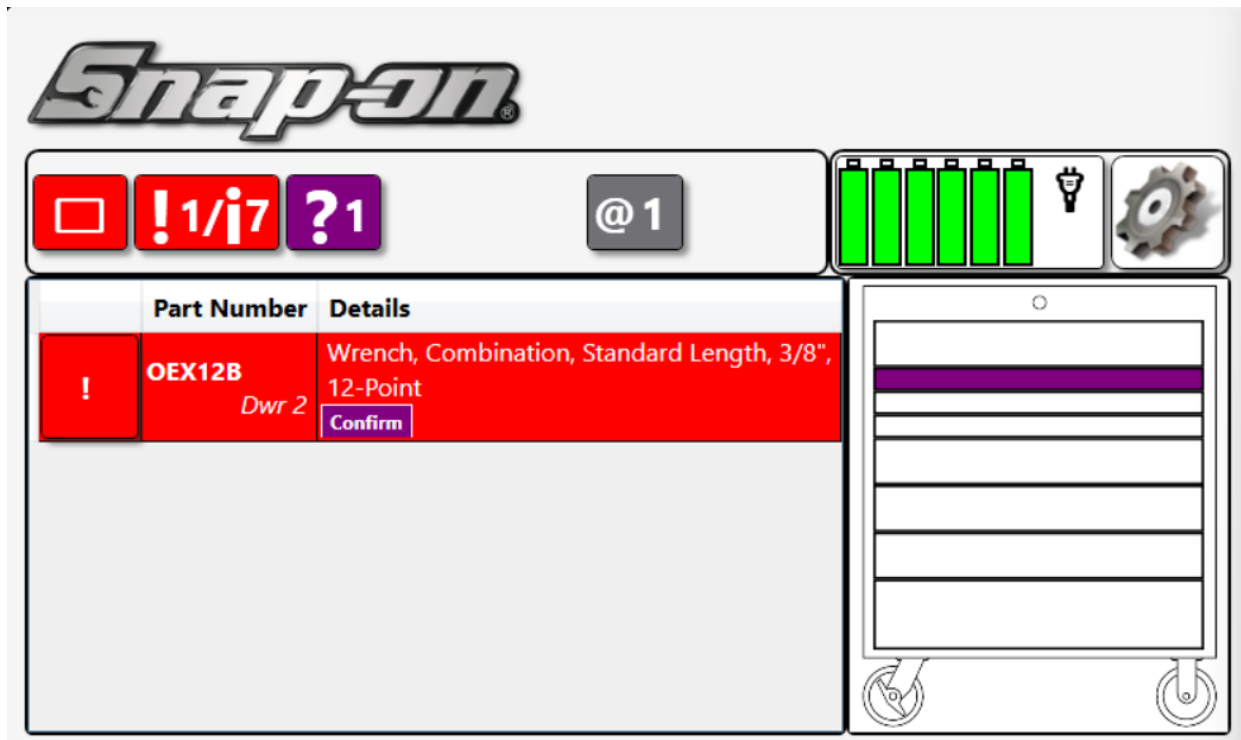 Snap-on®
!1/¡7
?1
@1
Part Number
Details
!
OEX12B
Dwr 2
Wrench, Combination, Standard Length, 3/8",
12-Point
Confirm